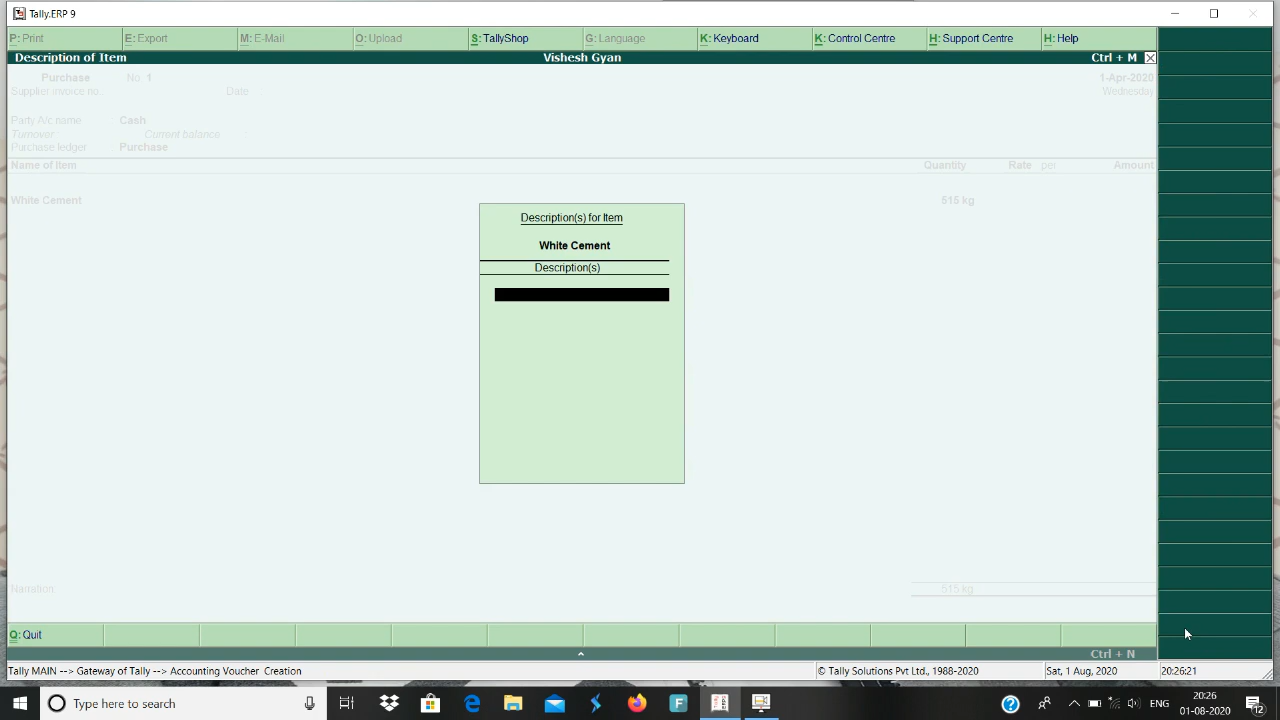 Tally.ERP 9
P: Print E: Export M: E-Mail O: Upload S: TallyShop G: Language K: Keyboard K: Control Centre H: Support Centre H: Help
Description of Item Vishesh Gyan Ctrl + M
Purchase No. 1 1-Apr-2020
Supplier invoice no.: Date Wednesday
Party A/c name Cash
Turnover : Current balance :
Purchase ledger Purchase
Name of Item Quantity Rate per Amount
White Cement 515 kg
Description(s) for Item
White Cement
Description(s)
Narration: 515 kg
Q: Quit
Ctrl + N
Tally MAIN --> Gateway of Tally --> Accounting Voucher Creation © Tally Solutions Pvt Ltd., 1988-2020 Sat, 1 Aug, 2020 20:26:21
Type here to search ENG 20:26
01-08-2020 12